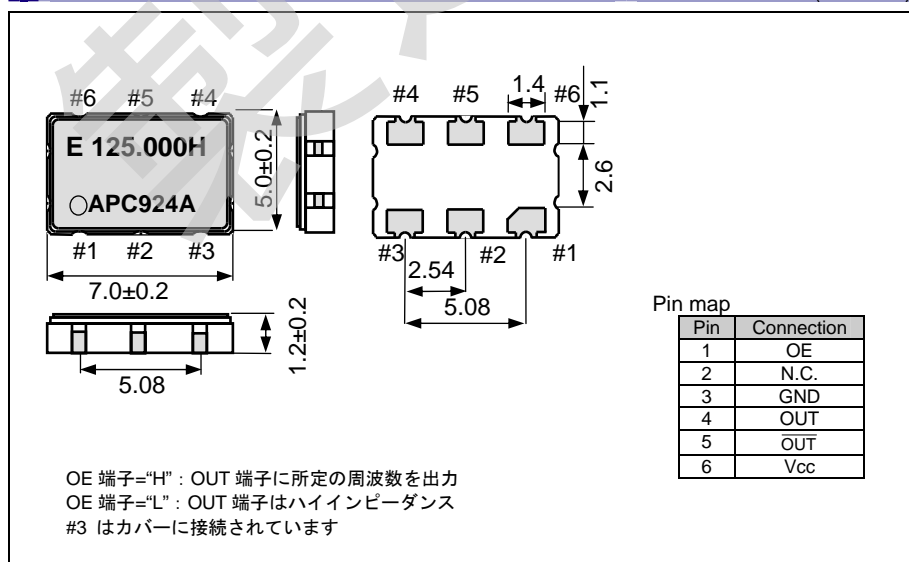 #6 #5 #4
E 125.000H
○APC924A
#1 #2 #3
7.0±0.2
5.0±0.2
5.08
1.2±0.2
#4 #5 #6
1.4
1.1
2.6
#3 #2 #1
2.54
5.08
Pin map
Pin Connection
1 OE
2 N.C.
3 GND
4 OUT
5 O̅U̅T̅
6 Vcc
OE 端子="H" : OUT 端子に所定の周波数を出力
OE 端子="L" : OUT 端子はハイインピーダンス
#3 はカバーに接続されています